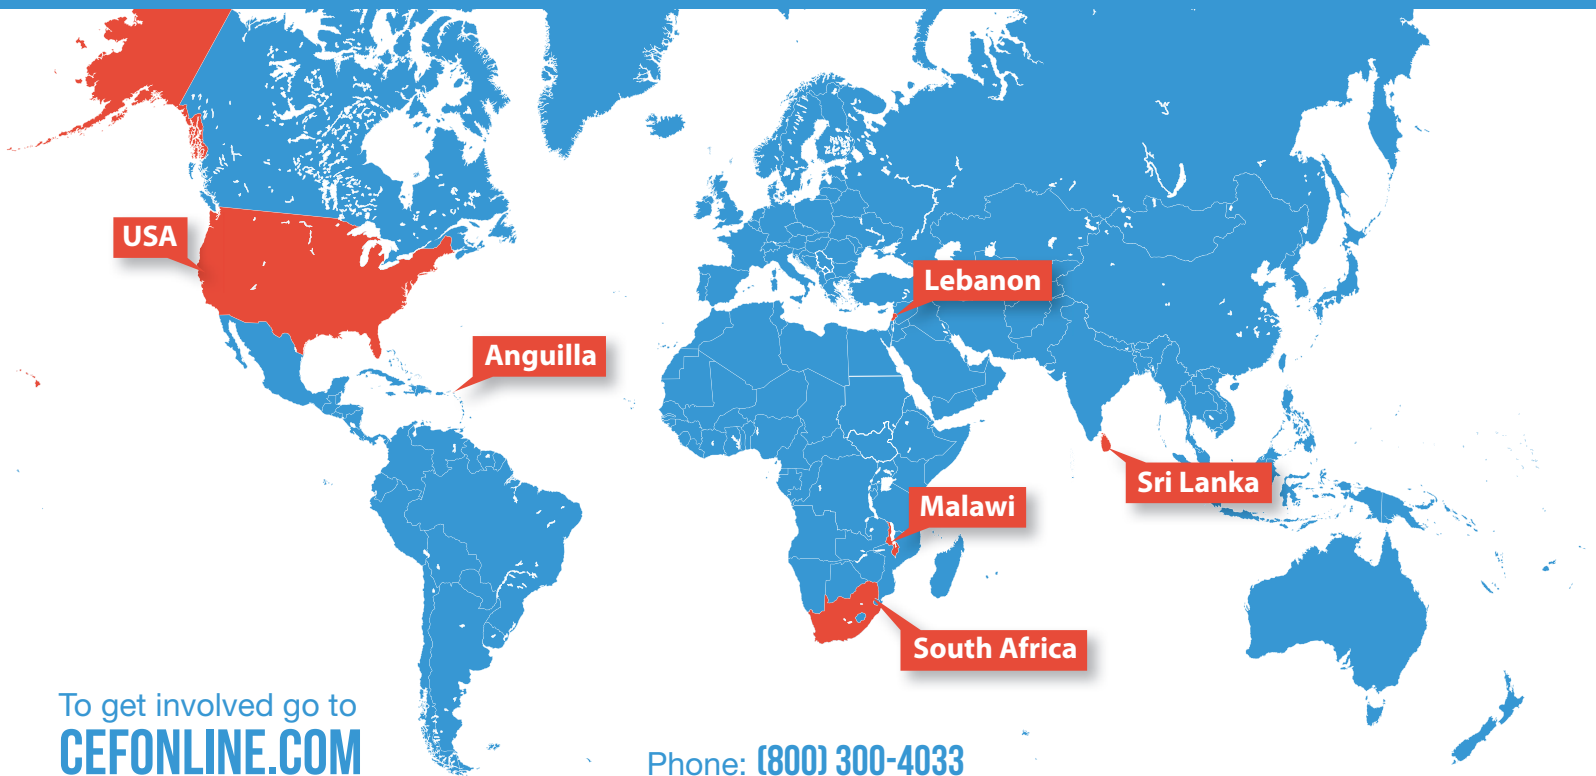 USA
Lebanon
Anguilla
Sri Lanka
Malawi
South Africa
To get involved go to
CEFONLINE.COM
Phone: (800) 300-4033